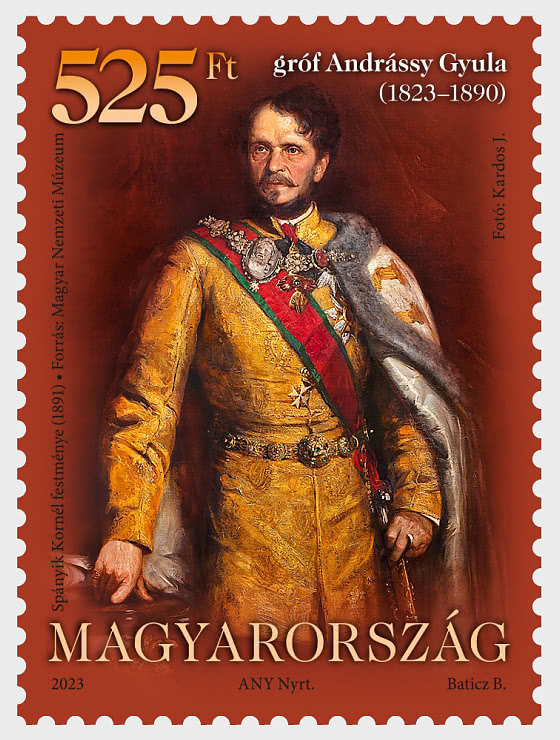 525 Ft
gróf Andrássy Gyula
(1823–1890)
Spányik Kornél festménye (1891) • Forrás: Magyar Nemzeti Múzeum
Fotó: Kardos J.
MAGYARORSZÁG
2023 ANY Nyrt. Baticz B.